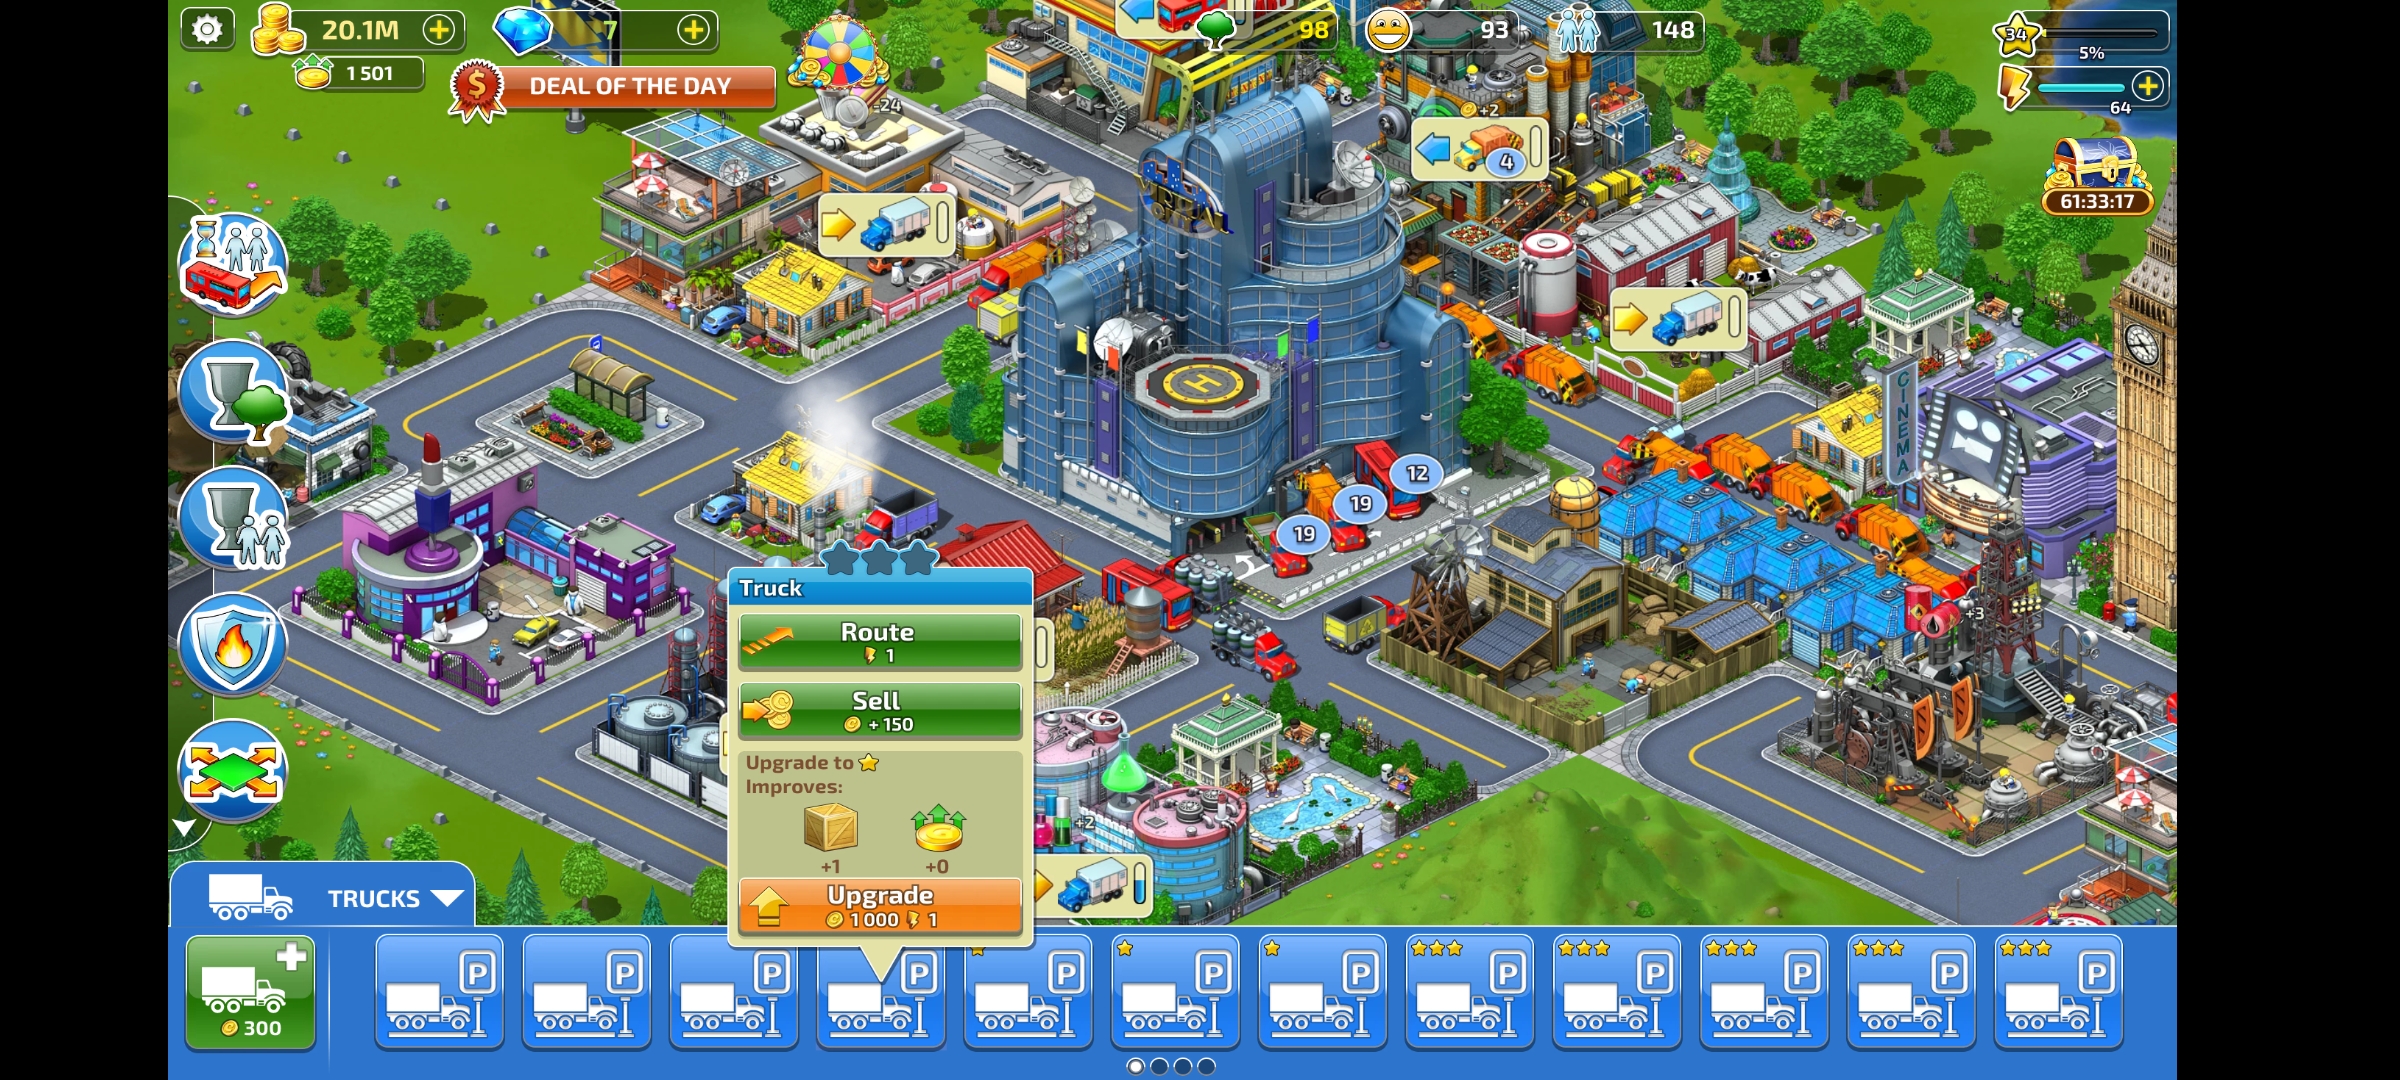 20.1M
7
98
93
148
34
5%
1 501
DEAL OF THE DAY
-24
+2
64
4
61:33:17
CINEMA
H
12
19
19
Truck
Route
1
Sell
+ 150
+3
Upgrade to
Improves:
+2
+1
+0
Upgrade
1 000 1
TRUCKS
300
P
P
P
P
P
P
P
P
P
P
P
P